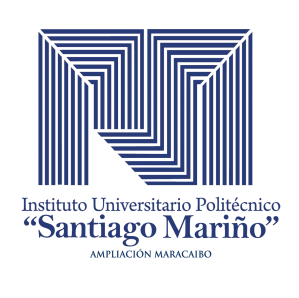 Instituto Universitario Politécnico
“Santiago Mariño”
AMPLIACIÓN MARACAIBO